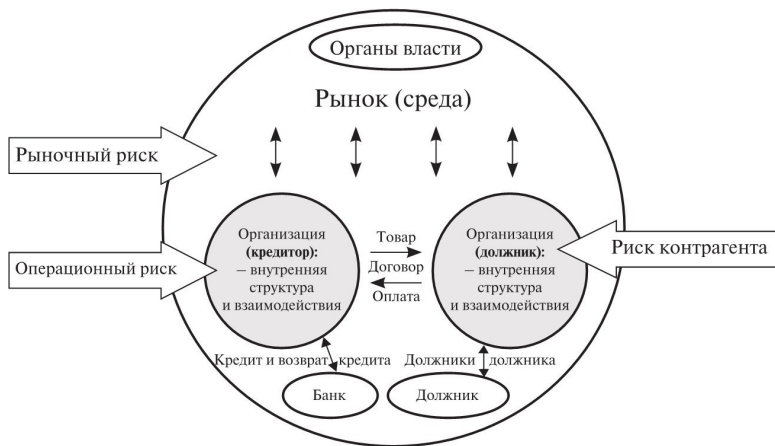 Органы власти
Рынок (среда)
Рыночный риск
Организация
(кредитор):
– внутренняя
структура
и взаимодействия
Товар
Договор
Оплата
Организация
(должник):
– внутренняя
структура
и взаимодействия
Операционный риск
Риск контрагента
Кредит и возврат кредита
Должники должника
Банк
Должник